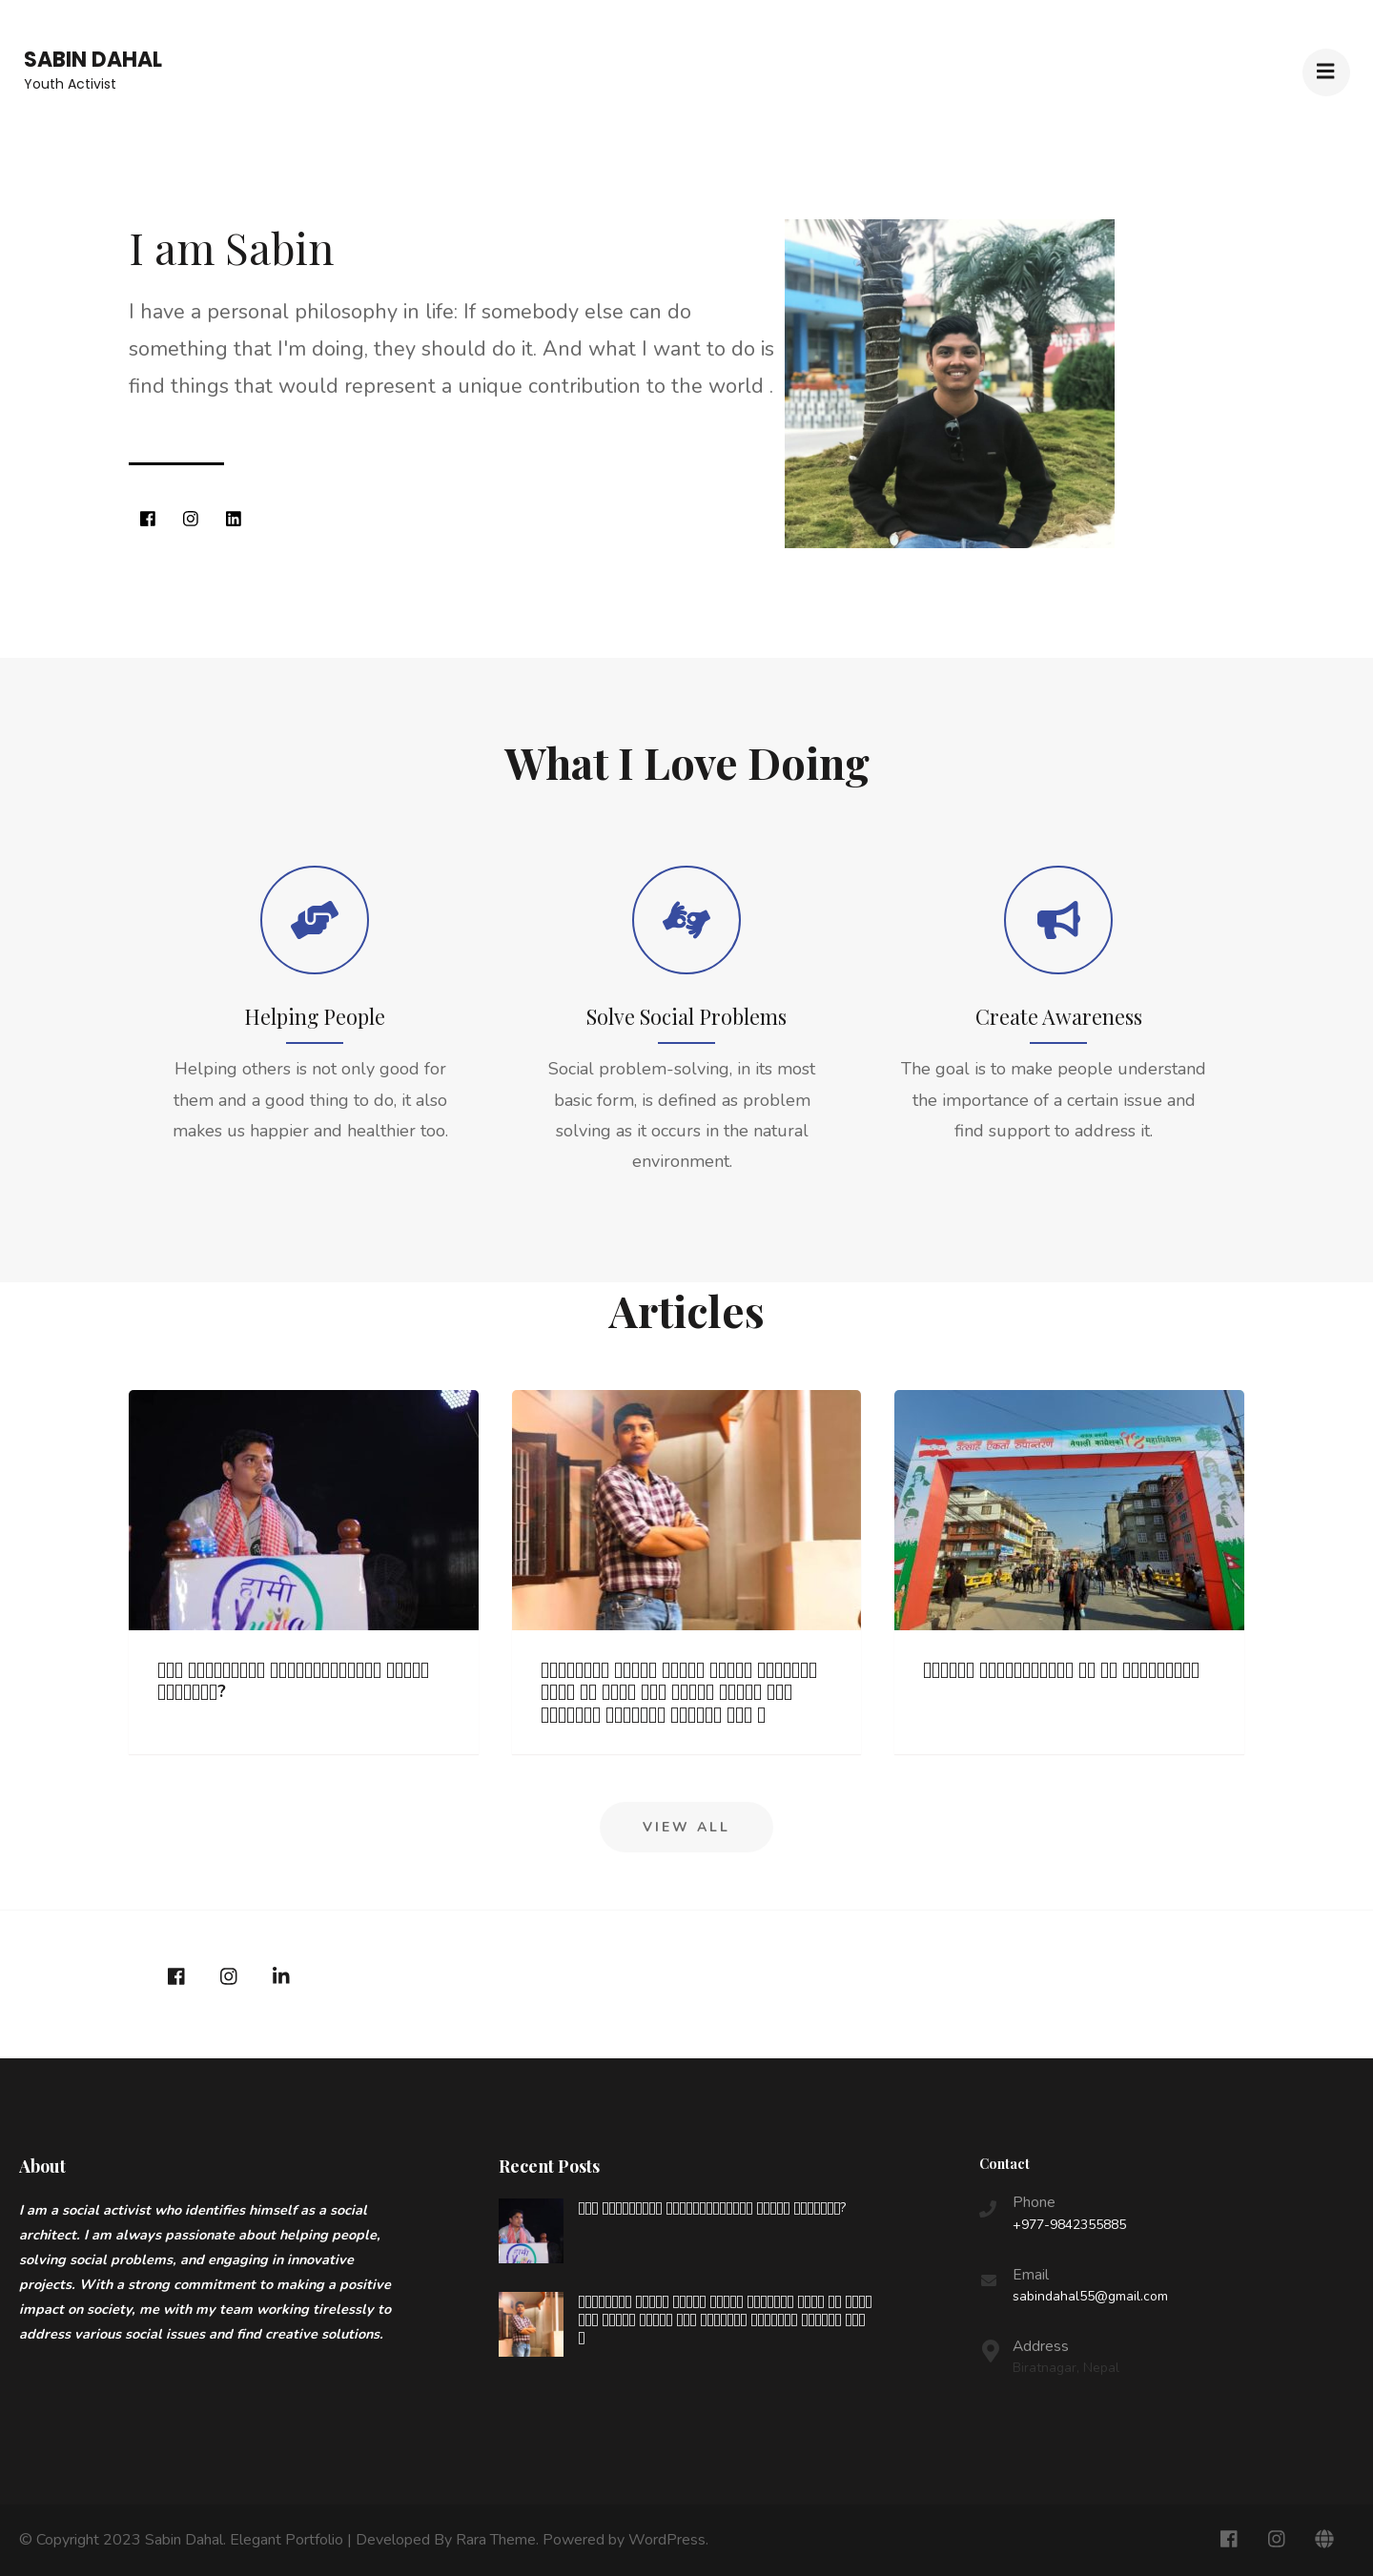 SABIN DAHAL
Youth Activist
I am Sabin
I have a personal philosophy in life: If somebody else can do
something that I'm doing, they should do it. And what I want to do is
find things that would represent a unique contribution to the world .
What I Love Doing
Helping People
Helping others is not only good for
them and a good thing to do, it also
makes us happier and healthier too.
Solve Social Problems
Social problem-solving, in its most
basic form, is defined as problem
solving as it occurs in the natural
environment.
Create Awareness
The goal is to make people understand
the importance of a certain issue and
find support to address it.
Articles
हामी
Yuwa
उत्साह एकता रुपान्तरण
नेपाली कांग्रेसको १४ महाधिवेशन
VIEW ALL
About
I am a social activist who identifies himself as a social
architect. I am always passionate about helping people,
solving social problems, and engaging in innovative
projects. With a strong commitment to making a positive
impact on society, me with my team working tirelessly to
address various social issues and find creative solutions.
Recent Posts
Contact
Phone
+977-9842355885
Email
sabindahal55@gmail.com
Address
Biratnagar, Nepal
© Copyright 2023 Sabin Dahal. Elegant Portfolio | Developed By Rara Theme. Powered by WordPress.